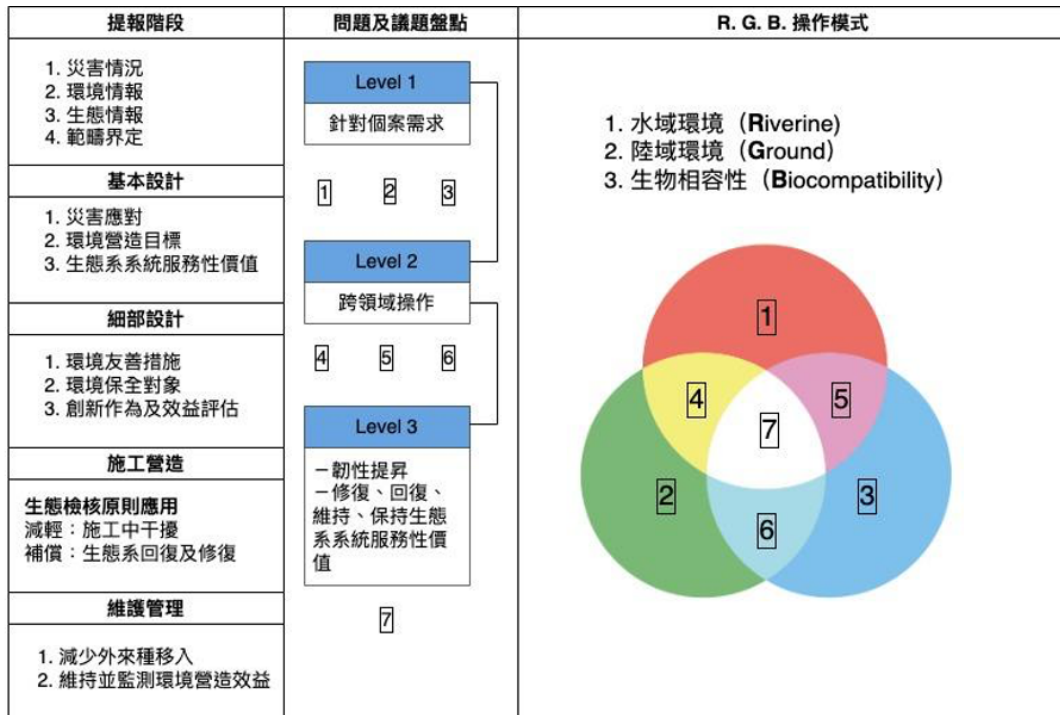 提報階段
1. 災害情況
2. 環境情報
3. 生態情報
4. 範疇界定
基本設計
1. 災害應對
2. 環境營造目標
3. 生態系系統服務性價值
細部設計
1. 環境友善措施
2. 環境保全對象
3. 創新作為及效益評估
施工營造
生態檢核原則應用
減輕：施工中干擾
補償：生態系回復及修復
維護管理
1. 減少外來種移入
2. 維持並監測環境營造效益
問題及議題盤點
Level 1
針對個案需求
1 2 3
Level 2
跨領域操作
4 5 6
Level 3
－韌性提昇
－修復、回復、
維持、保持生態
系系統服務性價
值
7
R. G. B. 操作模式
1. 水域環境（Riverine)
2. 陸域環境（Ground）
3. 生物相容性（Biocompatibility）
1
4 5
7
2 3
6